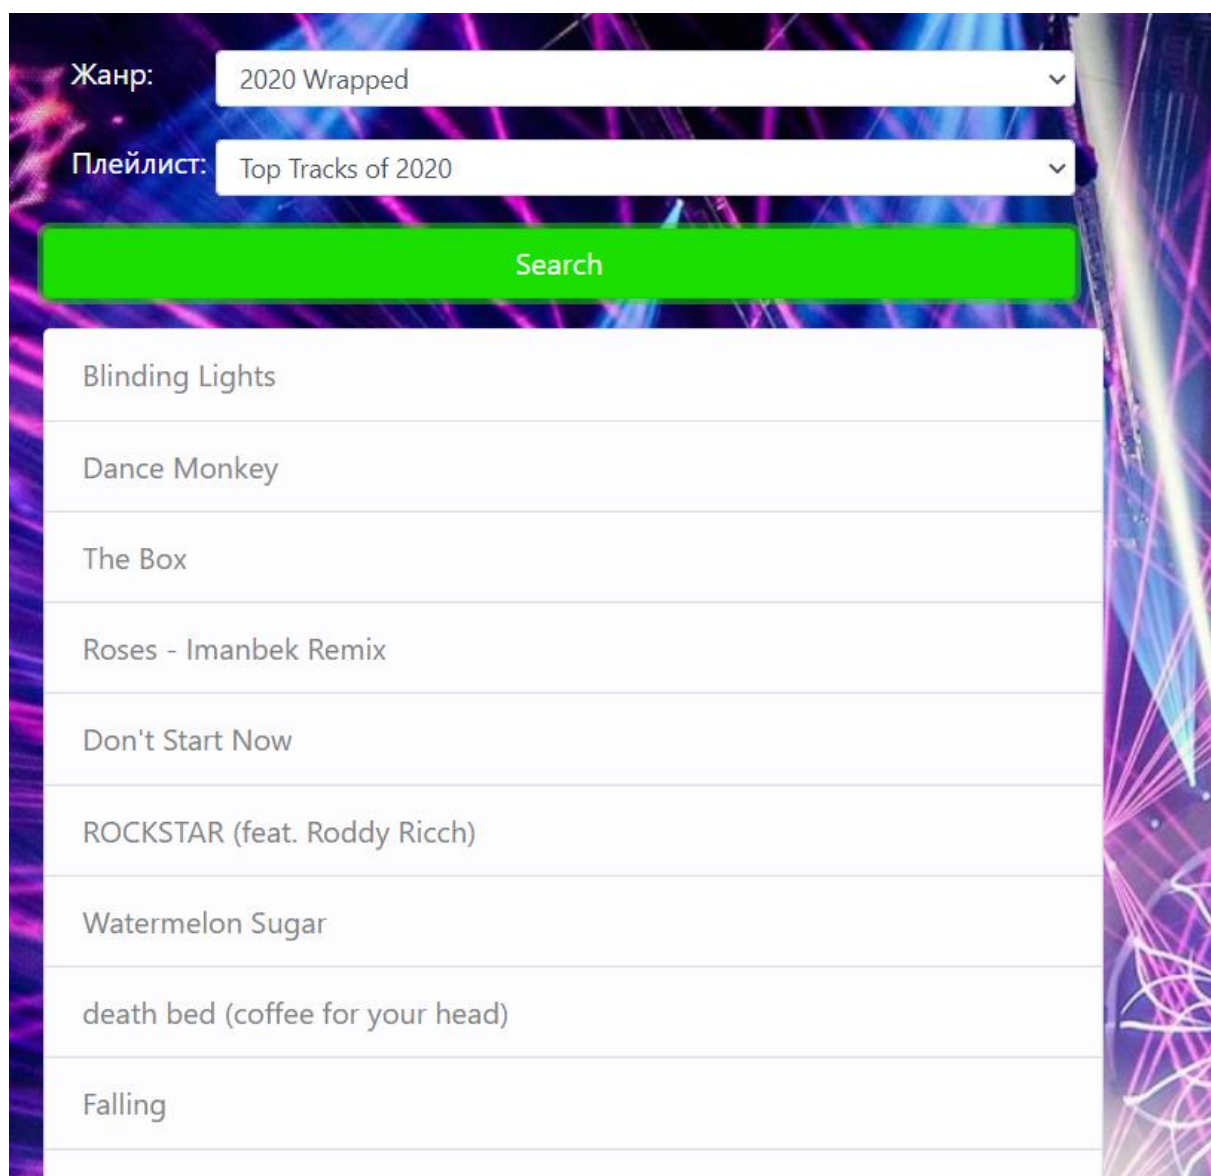 Жанр: 2020 Wrapped
Плейлист: Top Tracks of 2020
Search
Blinding Lights
Dance Monkey
The Box
Roses - Imanbek Remix
Don't Start Now
ROCKSTAR (feat. Roddy Ricch)
Watermelon Sugar
death bed (coffee for your head)
Falling